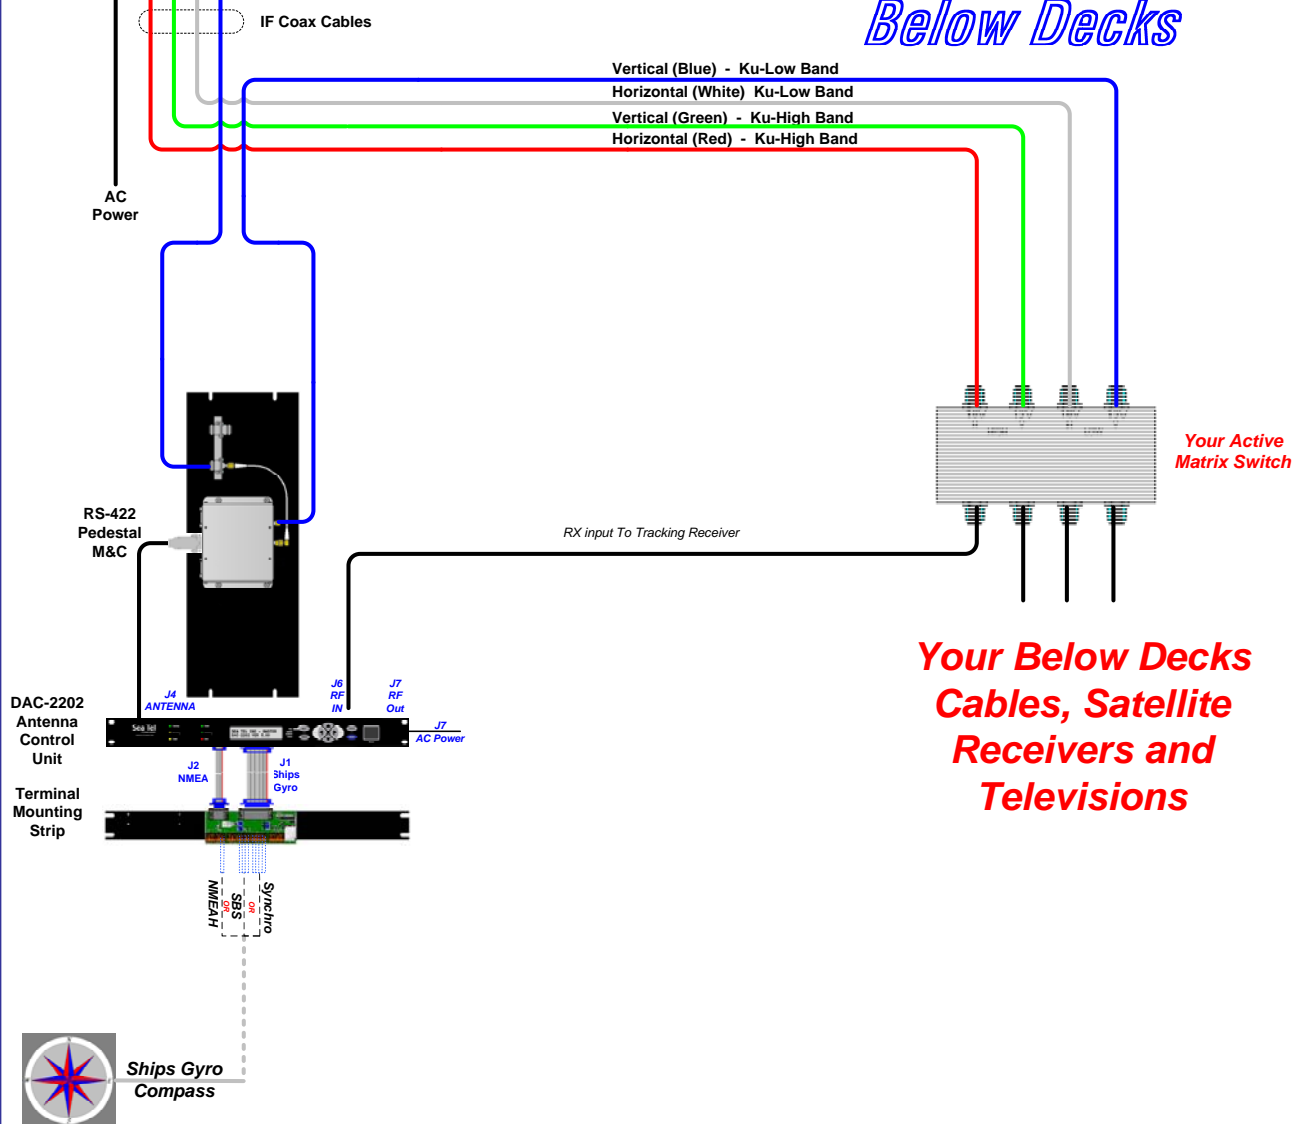 IF Coax Cables
Below Decks
Vertical (Blue) - Ku-Low Band
Horizontal (White) Ku-Low Band
Vertical (Green) - Ku-High Band
Horizontal (Red) - Ku-High Band
AC
Power
Your Active
Matrix Switch
RS-422
Pedestal
M&C
RX input To Tracking Receiver
Your Below Decks
Cables, Satellite
Receivers and
Televisions
J4
ANTENNA
J6
RF
IN
J7
RF
Out
DAC-2202
Antenna
Control
Unit
Sea Tel
J7
AC Power
J2
NMEA
J1
Ships
Gyro
Terminal
Mounting
Strip
NMEAH
OR
SBS
OR
Synchro
Ships Gyro
Compass